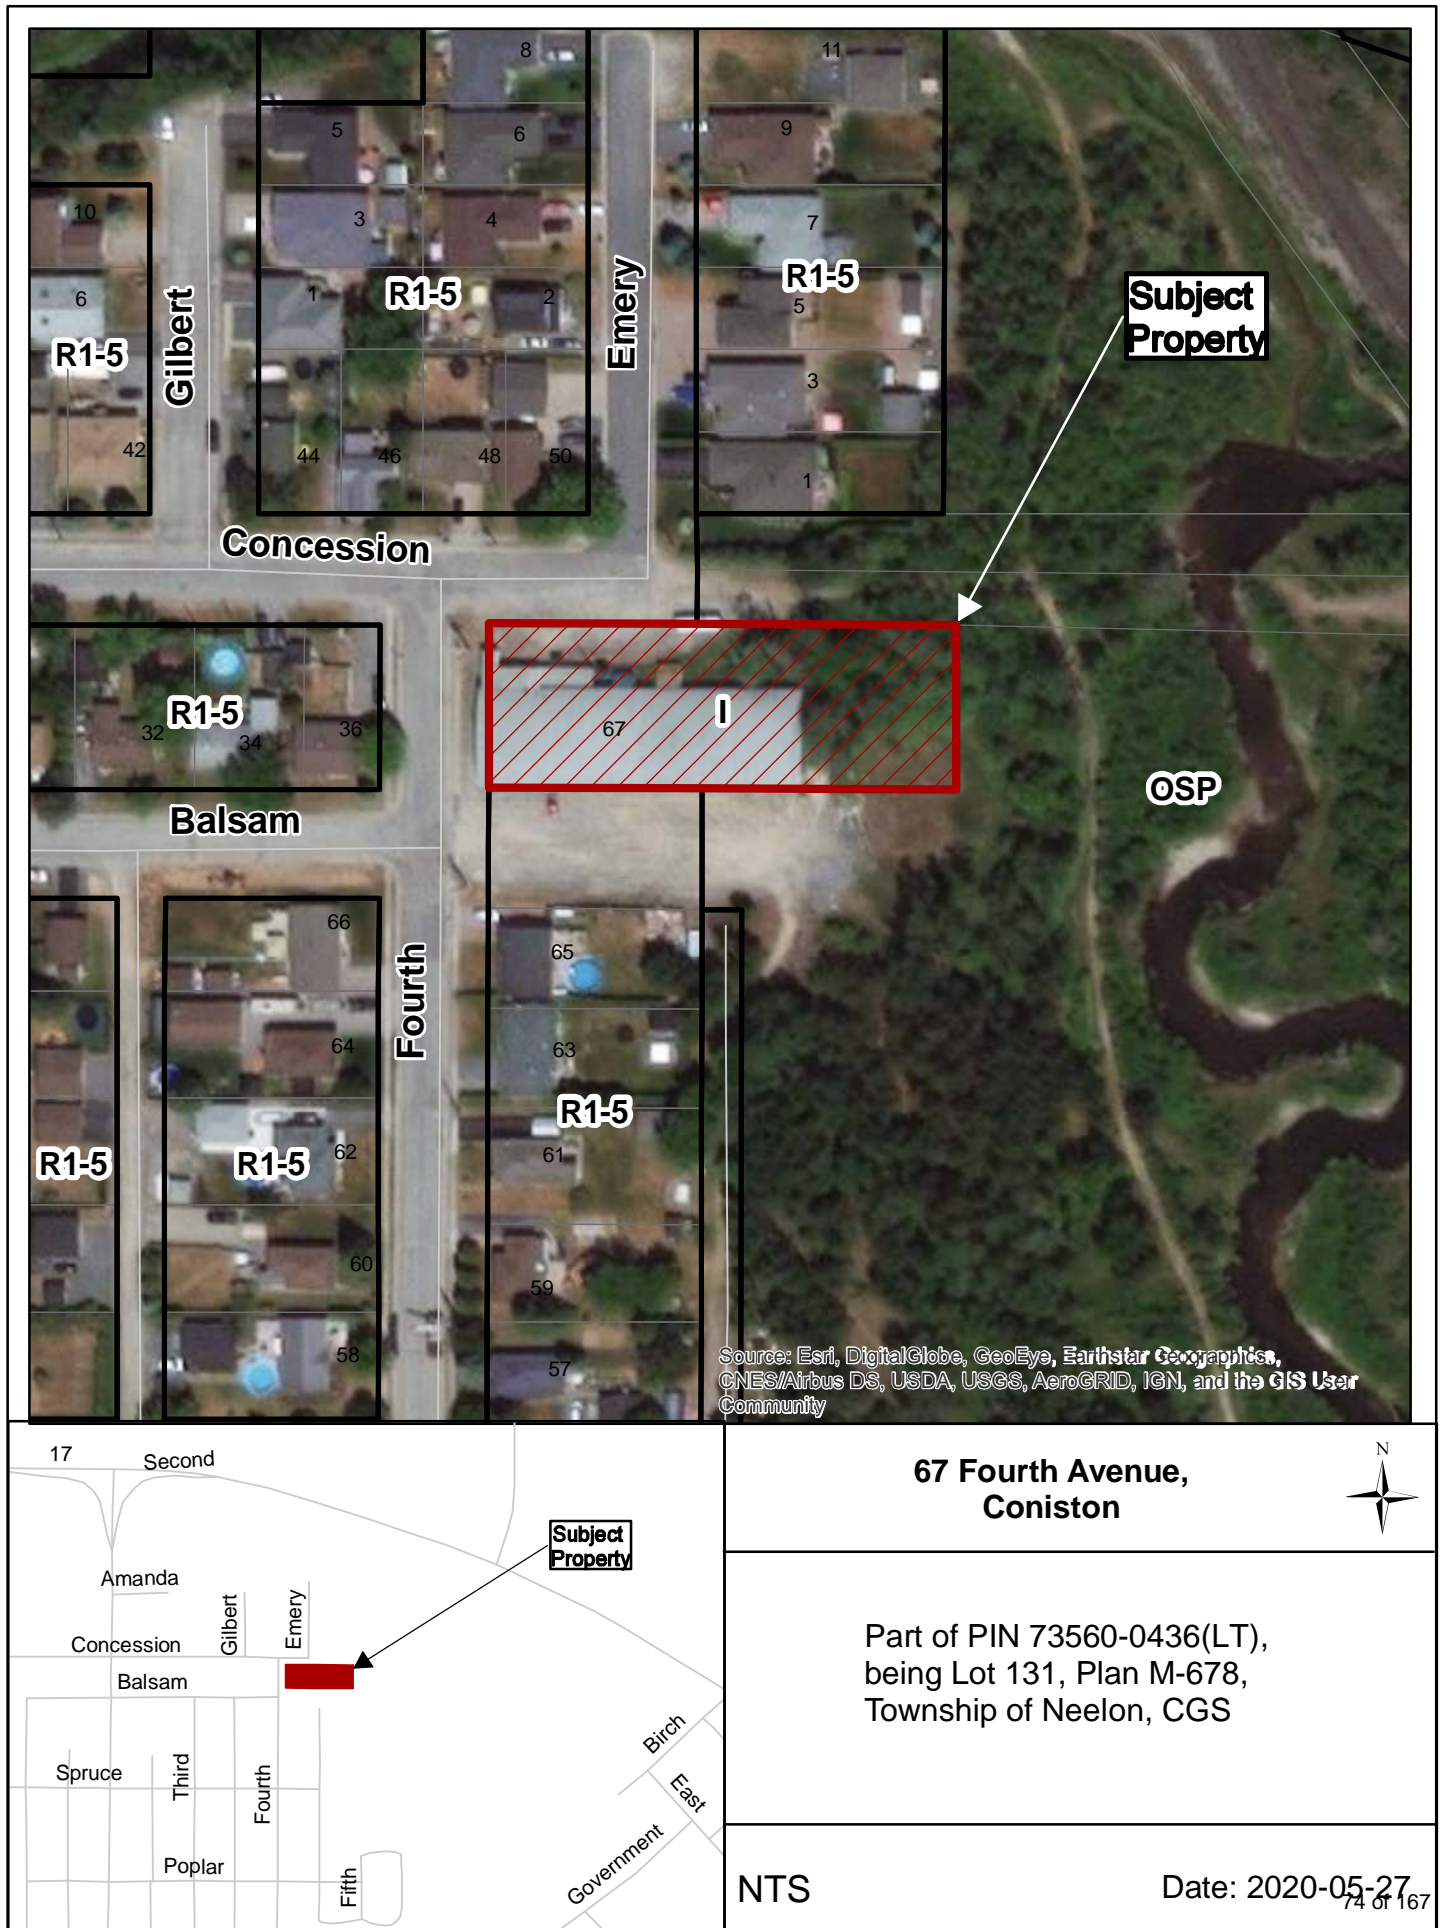 8
11
5
6
9
10
3
4
7
R1-5
R1-5
6
1
2
5
R1-5
Gilbert
Emery
Subject
Property
3
42
44
46
48
50
1
Concession
R1-5
32
34
36
67
I
OSP
Balsam
66
65
Fourth
64
63
R1-5
R1-5
R1-5
62
61
60
59
58
57
Source: Esri, DigitalGlobe, GeoEye, Earthstar Geographics,
CNES/Airbus DS, USDA, USGS, AeroGRID, IGN, and the GIS User
Community
17
Second
Subject
Property
Amanda
Gilbert
Emery
Concession
Balsam
Spruce
Third
Fourth
Poplar
Fifth
Birch
East
Government
67 Fourth Avenue,
Coniston
N
Part of PIN 73560-0436(LT),
being Lot 131, Plan M-678,
Township of Neelon, CGS
NTS
Date: 2020-05-27
74 of 167